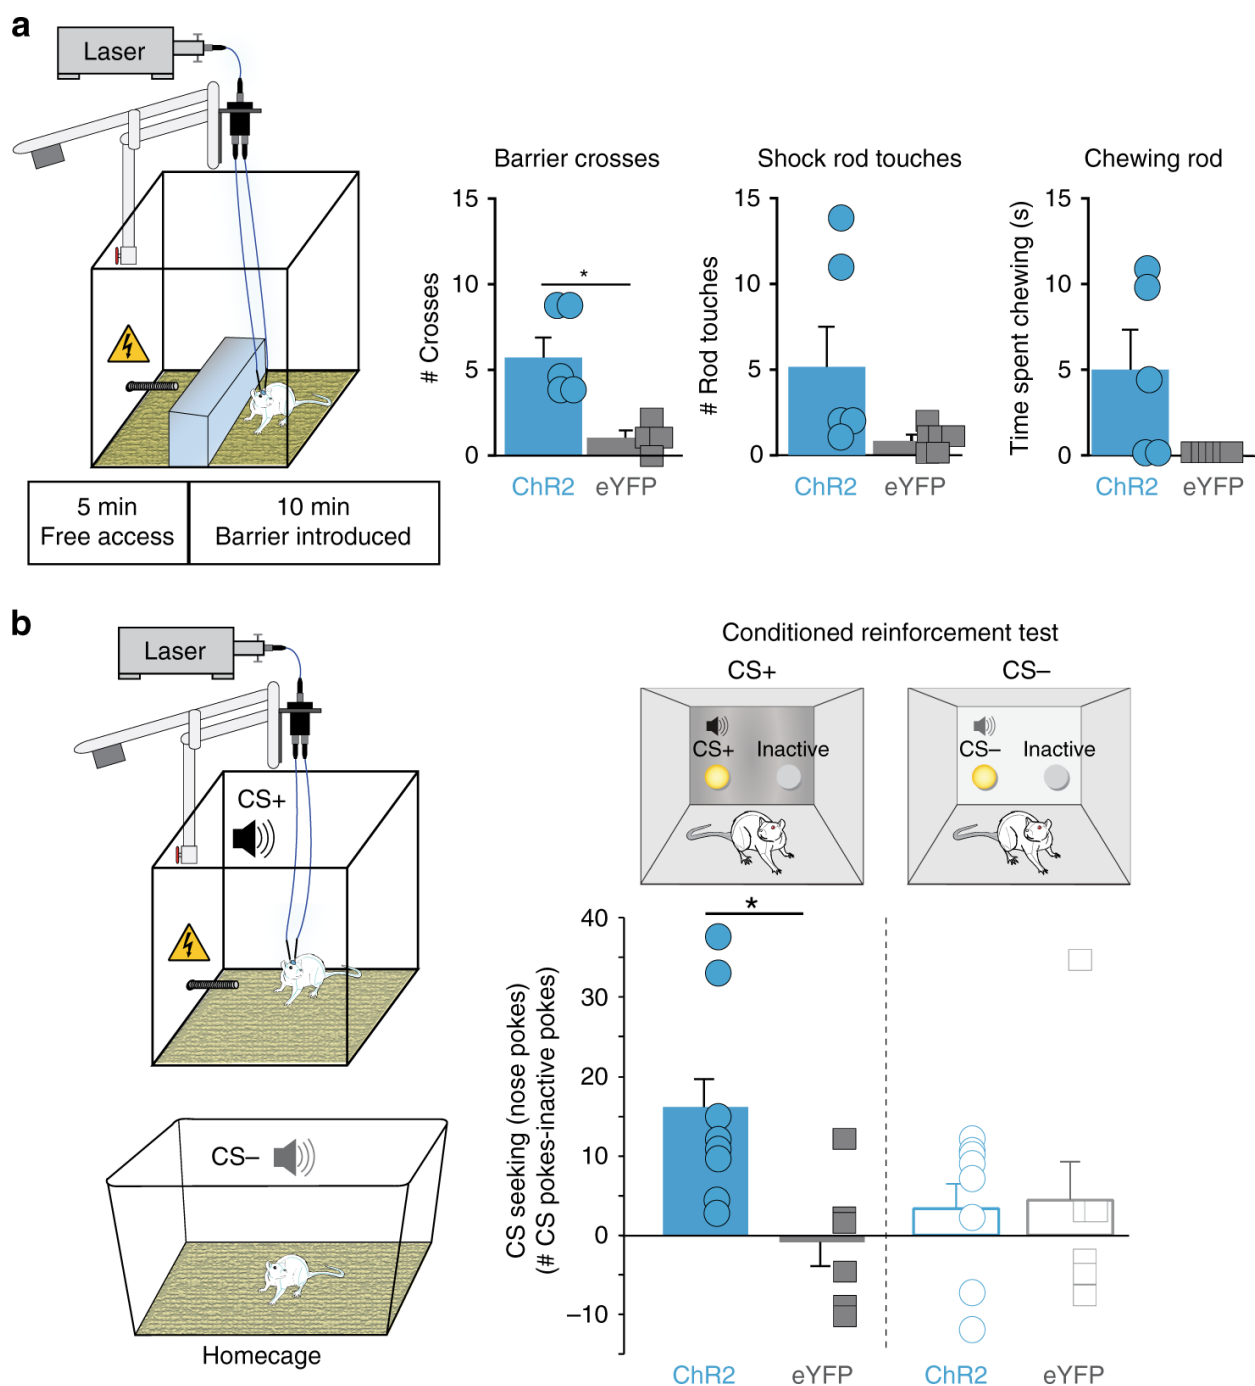 a
Laser
5 min
Free access
10 min
Barrier introduced
Barrier crosses
# Crosses
15
10
5
0
*
ChR2
eYFP
Shock rod touches
# Rod touches
15
10
5
0
ChR2
eYFP
Chewing rod
Time spent chewing (s)
15
10
5
0
ChR2
eYFP
b
Laser
CS+
CS–
Homecage
Conditioned reinforcement test
CS+
CS–
CS+
Inactive
CS–
Inactive
CS seeking (nose pokes)
(# CS pokes-inactive pokes)
40
30
20
10
0
–10
*
ChR2
eYFP
ChR2
eYFP